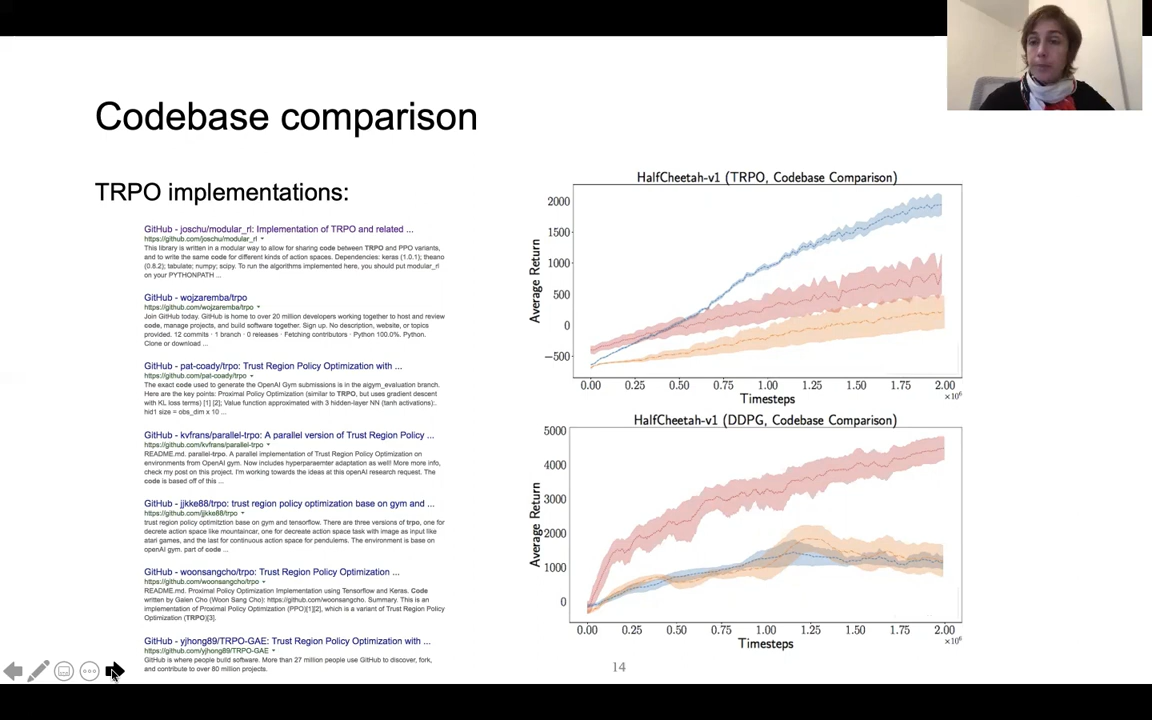 Codebase comparison
TRPO implementations:
GitHub - joschu/modular_rl: Implementation of TRPO and related ...
https://github.com/joschu/modular_rl
This library is written in a modular way to allow for sharing code between TRPO and PPO variants,
and to write the same code for different kinds of action spaces. Dependencies: keras (1.0.1); theano
(0.8.2); tabulate; numpy; scipy. To run the algorithms implemented here, you should put modular_rl
on your PYTHONPATH ...
GitHub - wojzaremba/trpo
https://github.com/wojzaremba/trpo
Join GitHub today. GitHub is home to over 20 million developers working together to host and review
code, manage projects, and build software together. Sign up. No description, website, or topics
provided. 12 commits · 1 branch · 0 releases · Fetching contributors · Python 100.0%. Python.
Clone or download ...
GitHub - pat-coady/trpo: Trust Region Policy Optimization with ...
https://github.com/pat-coady/trpo
The exact code used to generate the OpenAI Gym submissions is in the aigym_evaluation branch.
Here are the key points: Proximal Policy Optimization (similar to TRPO, but uses gradient descent
with KL loss terms) [1] [2]; Value function approximated with 3 hidden-layer NN (tanh activations):.
hid1 size = obs_dim x 10 ...
GitHub - kvfrans/parallel-trpo: A parallel version of Trust Region Policy ...
https://github.com/kvfrans/parallel-trpo
README.md. parallel-trpo. A parallel implementation of Trust Region Policy Optimization on
environments from OpenAI gym. Now includes hyperparaemter adaptation as well! More more info,
check my post on this project. I'm working towards the ideas at this openAI research request. The
code is based off of this ...
GitHub - jjkke88/trpo: trust region policy optimization base on gym and ...
https://github.com/jjkke88/trpo
trust region policy optimitztion base on gym and tensorflow. There are three versions of trpo, one for
decrete action space like mountaincar, one for decreate action space task with image as input like
atari games, and the last for continuous action space for pendulems. The environment is base on
openAI gym. part of code ...
GitHub - woonsangcho/trpo: Trust Region Policy Optimization ...
https://github.com/woonsangcho/trpo
README.md. Proximal Policy Optimization Implementation using Tensorflow and Keras. Code
written by Gaien Cho (Woon Sang Cho): https://github.com/woonsangcho. Summary. This is an
implementation of Proximal Policy Optimization (PPO)[1][2], which is a variant of Trust Region Policy
Optimization (TRPO)[3].
GitHub - yjhong89/TRPO-GAE: Trust Region Policy Optimization with ...
https://github.com/yjhong89/TRPO-GAE
GitHub is where people build software. More than 27 million people use GitHub to discover, fork,
and contribute to over 80 million projects.
HalfCheetah-v1 (TRPO, Codebase Comparison)
Average Return
2000
1500
1000
500
0
−500
0.00 0.25 0.50 0.75 1.00 1.25 1.50 1.75 2.00
Timesteps
×10⁶
HalfCheetah-v1 (DDPG, Codebase Comparison)
Average Return
5000
4000
3000
2000
1000
0
0.00 0.25 0.50 0.75 1.00 1.25 1.50 1.75 2.00
Timesteps
×10⁶
14